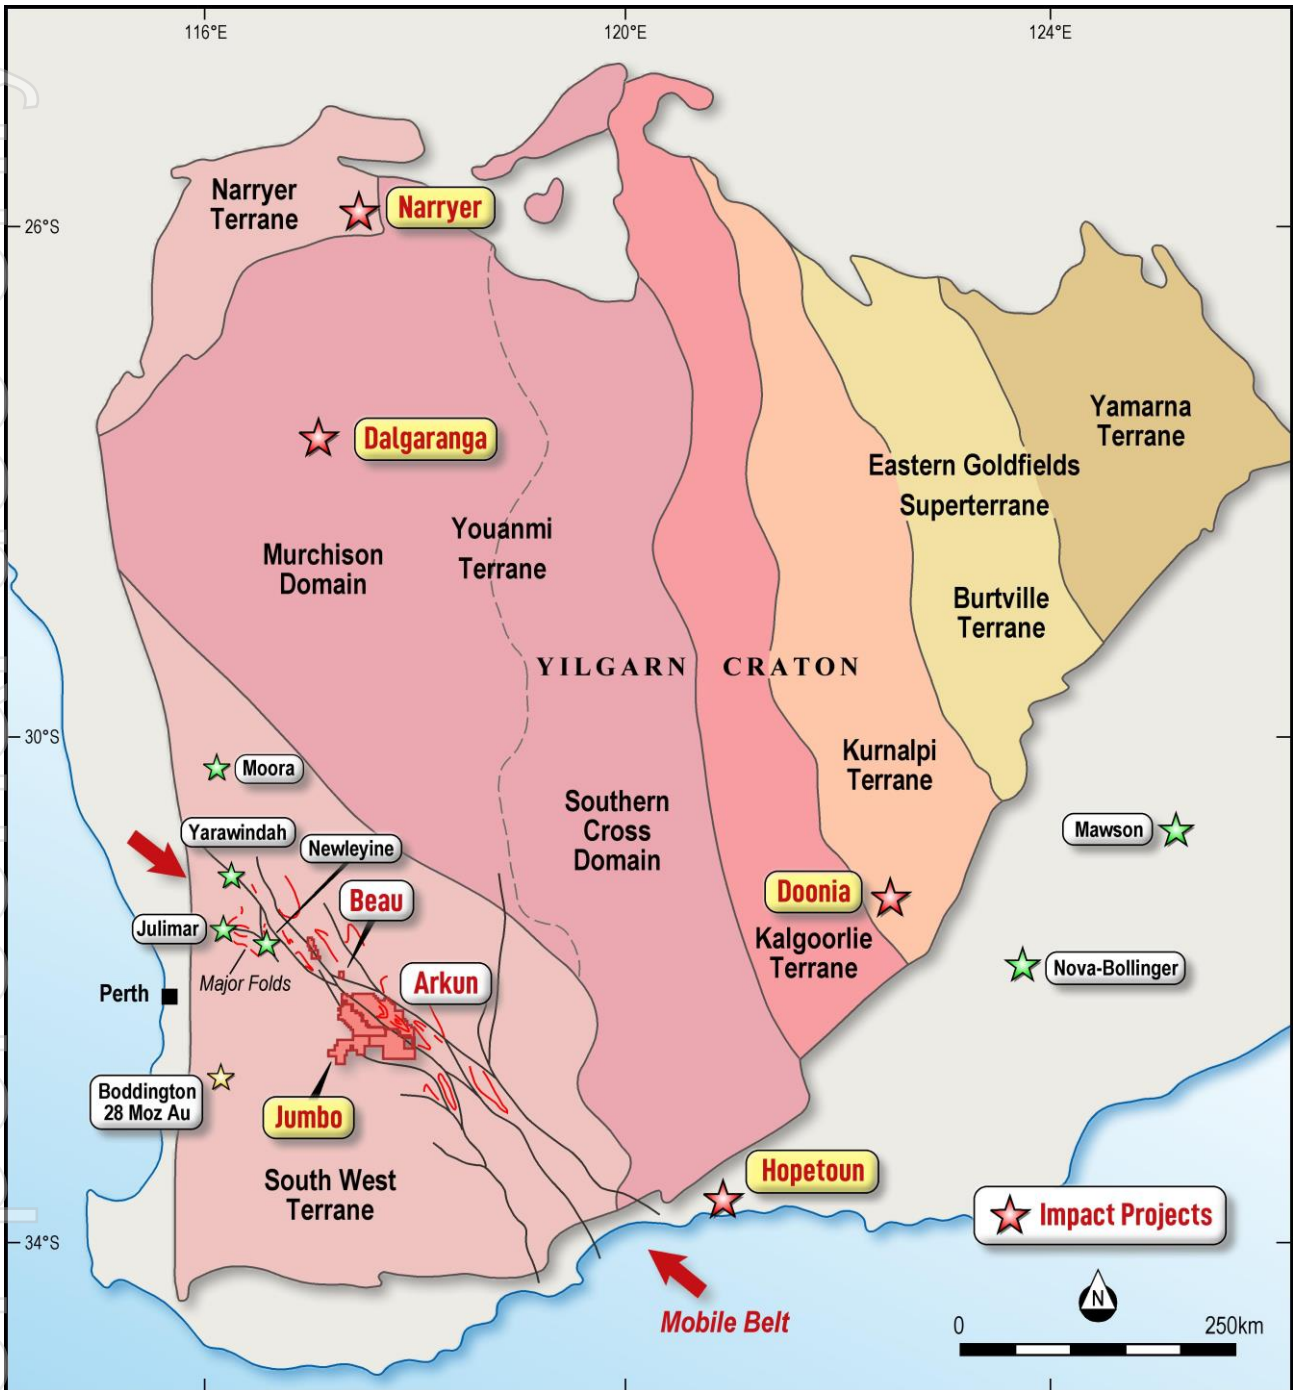 116°E
120°E
124°E
26°S
30°S
34°S
Narryer
Terrane
Narryer
Dalgaranga
Murchison
Domain
Youanmi
Terrane
Yamarna
Terrane
Eastern Goldfields
Superterrane
Burtville
Terrane
YILGARN CRATON
Kurnalpi
Terrane
Southern
Cross
Domain
Moora
Yarawindah
Newleyine
Beau
Julimar
Major Folds
Arkun
Perth
Boddington
28 Moz Au
Jumbo
South West
Terrane
Doonia
Kalgoorlie
Terrane
Mawson
Nova-Bollinger
Hopetoun
Mobile Belt
Impact Projects
N
0
250km